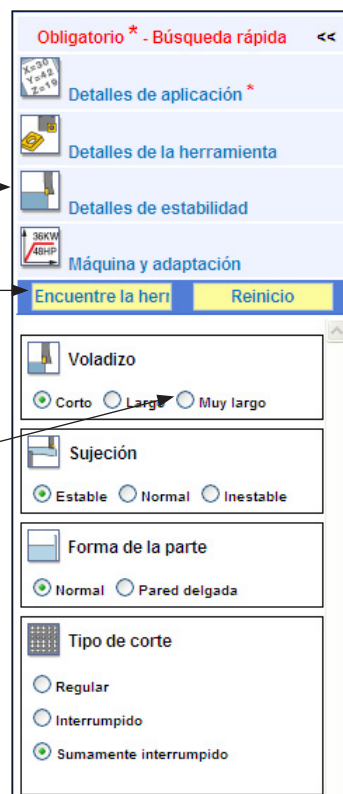 Obligatorio * - Búsqueda rápida <<
X=30
Y=42
Z=19
Detalles de aplicación *
Detalles de la herramienta
Detalles de estabilidad
36KW
48HP
Máquina y adaptación
Encuentre la herr Reinicio
Voladizo
Corto Largo Muy largo
Sujeción
Estable Normal Inestable
Forma de la parte
Normal Pared delgada
Tipo de corte
Regular
Interrumpido
Sumamente interrumpido